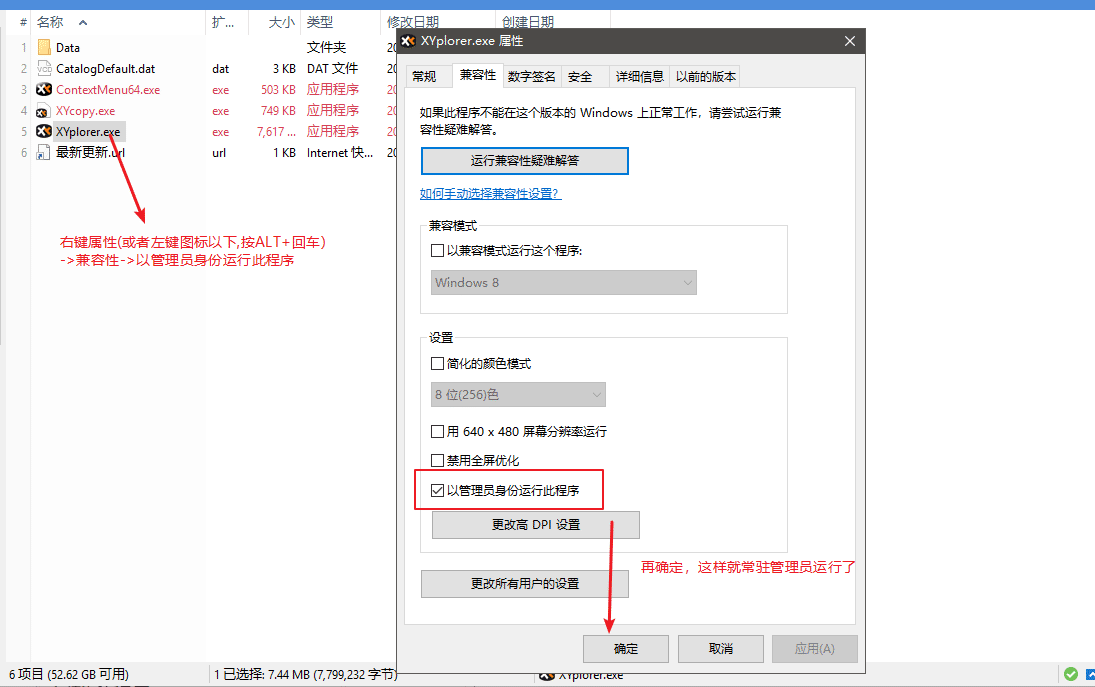 # 名称 扩... 大小 类型 修改日期 创建日期
1 Data 文件夹 20
2 CatalogDefault.dat dat 3 KB DAT 文件 20
3 ContextMenu64.exe exe 503 KB 应用程序 20
4 XYcopy.exe exe 749 KB 应用程序 20
5 XYplorer.exe exe 7,617 ... 应用程序 20
6 最新更新.url url 1 KB Internet 快... 20
右键属性(或者左键图标以下,按ALT+回车)
->兼容性->以管理员身份运行此程序
XYplorer.exe 属性
常规 兼容性 数字签名 安全 详细信息 以前的版本
如果此程序不能在这个版本的 Windows 上正常工作，请尝试运行兼
容性疑难解答。
运行兼容性疑难解答
如何手动选择兼容性设置?
兼容模式
以兼容模式运行这个程序:
Windows 8
设置
简化的颜色模式
8 位(256)色
用 640 x 480 屏幕分辨率运行
禁用全屏优化
以管理员身份运行此程序
更改高 DPI 设置
再确定，这样就常驻管理员运行了
更改所有用户的设置
确定 取消 应用(A)
6 项目 (52.62 GB 可用) 1 已选择: 7.44 MB (7,799,232 字节) XYplorer.exe